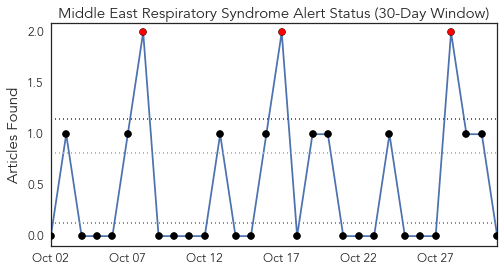 Middle East Respiratory Syndrome Alert Status (30-Day Window)
Articles Found
2.0
1.5
1.0
0.5
0.0
Oct 02 Oct 07 Oct 12 Oct 17 Oct 22 Oct 27